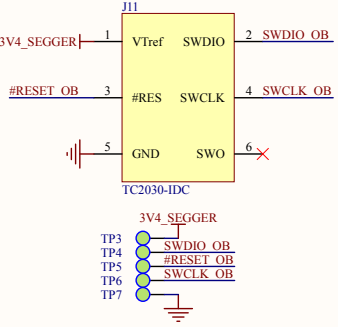 J11
3V4_SEGGER 1 VTref SWDIO 2 SWDIO_OB
#RESET_OB 3 #RES SWCLK 4 SWCLK_OB
5 GND SWO 6
TC2030-IDC
3V4_SEGGER
TP3
TP4 SWDIO_OB
TP5 #RESET_OB
TP6 SWCLK_OB
TP7